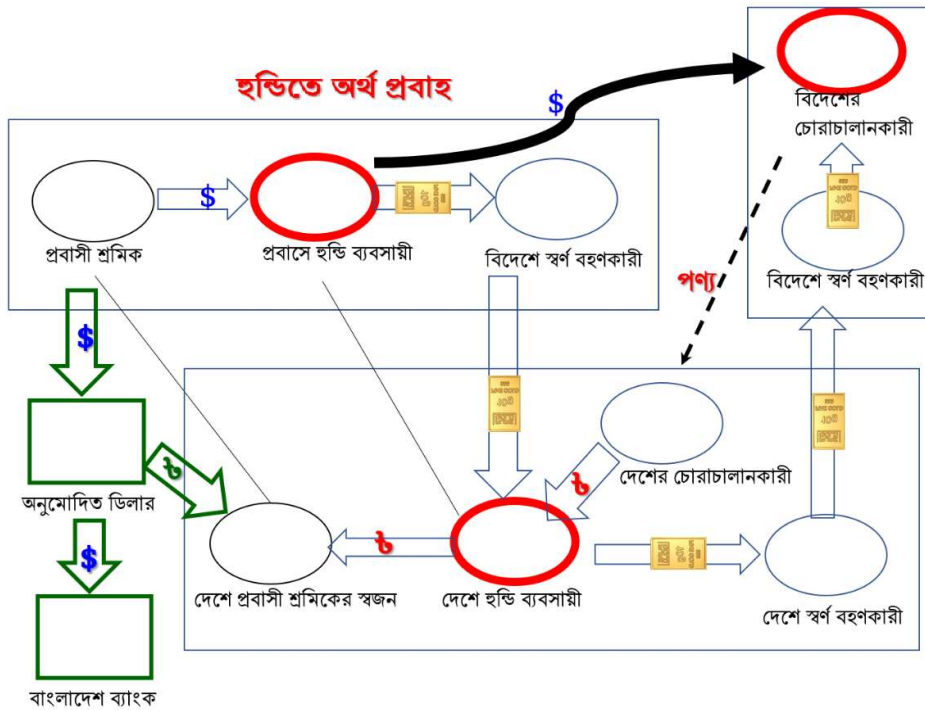 হুন্ডিতে অর্থ প্রবাহ
$
বিদেশের
চোরাচালানকারী
$
প্রবাসী শ্রমিক
প্রবাসে হুন্ডি ব্যবসায়ী
বিদেশে স্বর্ণ বহণকারী
বিদেশে স্বর্ণ বহণকারী
পণ্য
$
৳
৳
দেশের চোরাচালানকারী
অনুমোদিত ডিলার
$
৳
দেশে প্রবাসী শ্রমিকের স্বজন
দেশে হুন্ডি ব্যবসায়ী
দেশে স্বর্ণ বহণকারী
বাংলাদেশ ব্যাংক